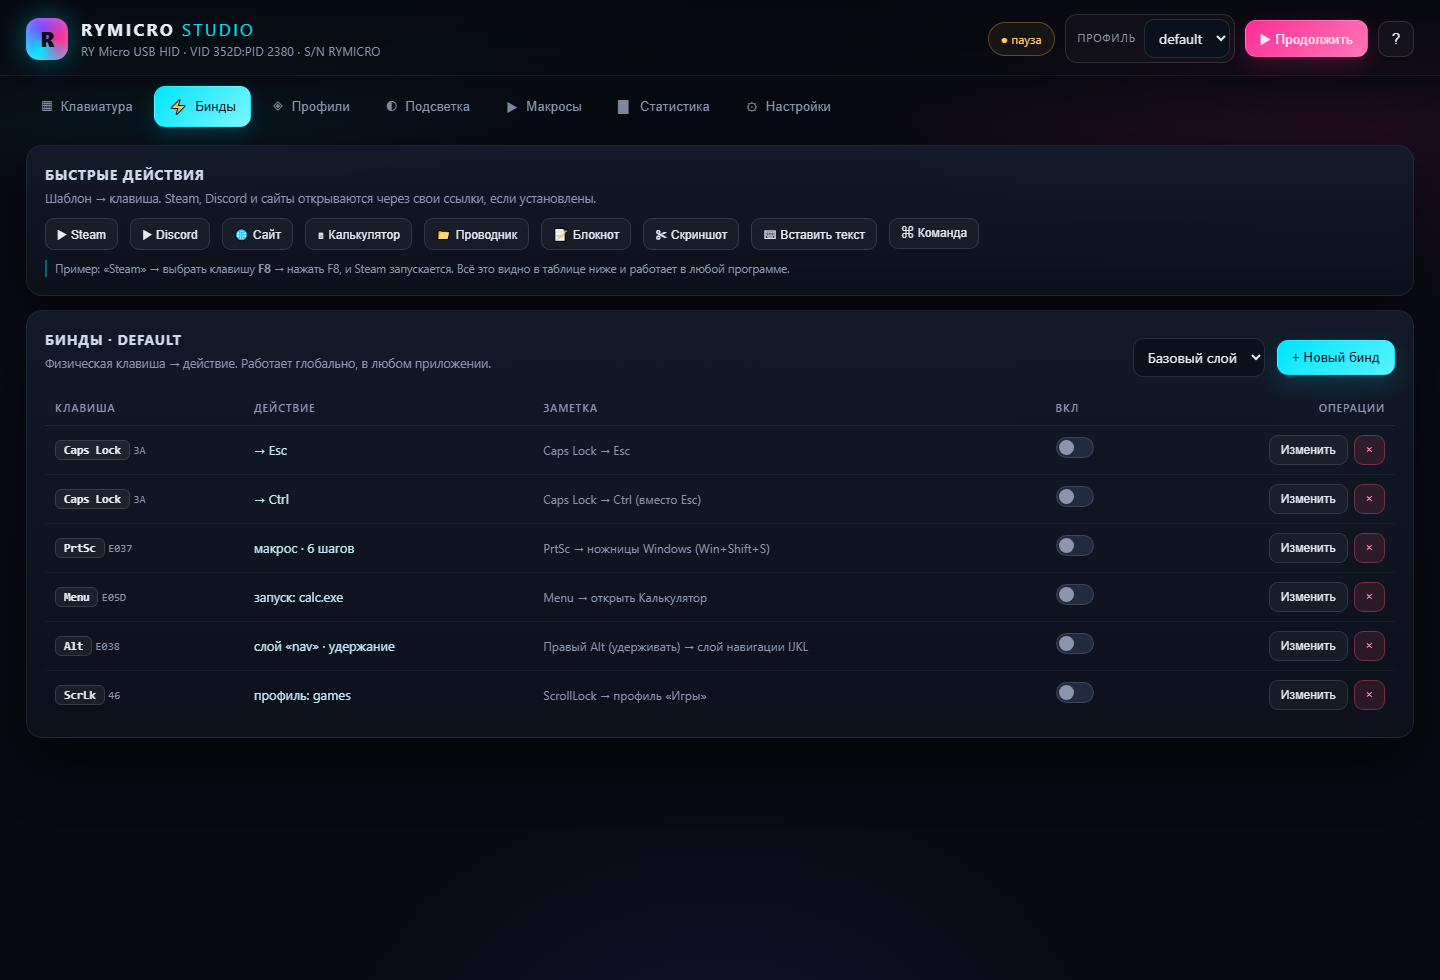 R
RYMICRO STUDIO
RY Micro USB HID · VID 352D:PID 2380 · S/N RYMICRO
● пауза
ПРОФИЛЬ default
▶ Продолжить
?
Клавиатура
Бинды
Профили
Подсветка
Макросы
Статистика
Настройки
БЫСТРЫЕ ДЕЙСТВИЯ
Шаблон → клавиша. Steam, Discord и сайты открываются через свои ссылки, если установлены.
▶ Steam
▶ Discord
Сайт
Калькулятор
Проводник
Блокнот
Скриншот
Вставить текст
⌘ Команда
Пример: «Steam» → выбрать клавишу F8 → нажать F8, и Steam запускается. Всё это видно в таблице ниже и работает в любой программе.
БИНДЫ · DEFAULT
Физическая клавиша → действие. Работает глобально, в любом приложении.
Базовый слой
+ Новый бинд
КЛАВИША ДЕЙСТВИЕ ЗАМЕТКА ВКЛ ОПЕРАЦИИ
Caps Lock 3A → Esc Caps Lock → Esc Изменить ×
Caps Lock 3A → Ctrl Caps Lock → Ctrl (вместо Esc) Изменить ×
PrtSc E037 макрос · 6 шагов PrtSc → ножницы Windows (Win+Shift+S) Изменить ×
Menu E05D запуск: calc.exe Menu → открыть Калькулятор Изменить ×
Alt E038 слой «nav» · удержание Правый Alt (удерживать) → слой навигации IJKL Изменить ×
ScrLk 46 профиль: games ScrollLock → профиль «Игры» Изменить ×